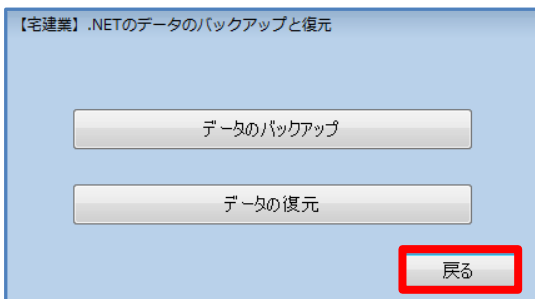 【宅建業】.NETのデータのバックアップと復元
データのバックアップ
データの復元
戻る